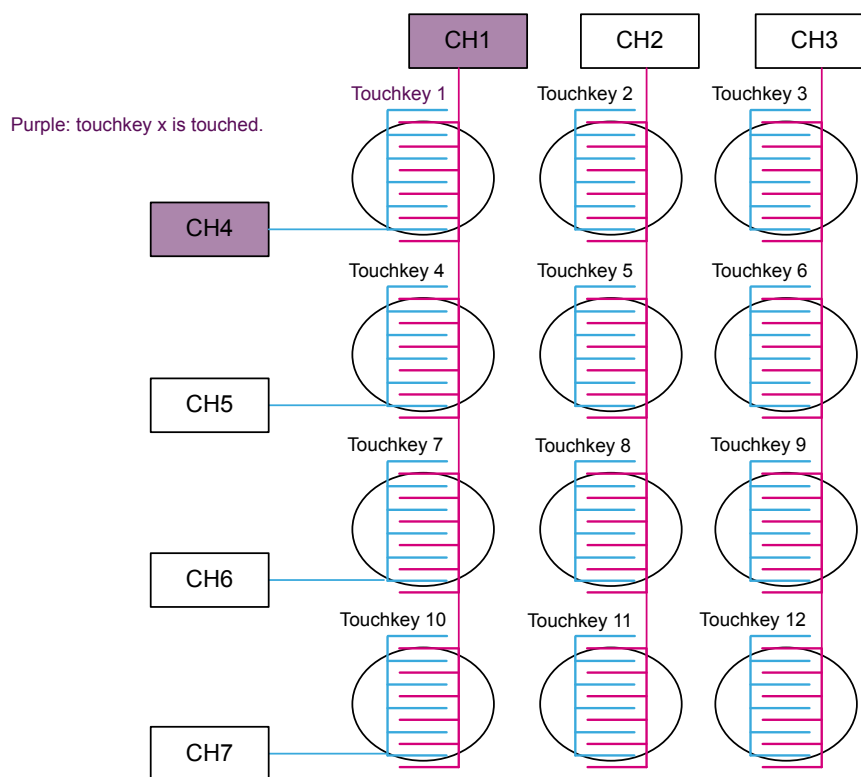 CH1
CH2
CH3
Touchkey 1
Touchkey 2
Touchkey 3
Purple: touchkey x is touched.
CH4
Touchkey 4
Touchkey 5
Touchkey 6
CH5
Touchkey 7
Touchkey 8
Touchkey 9
CH6
Touchkey 10
Touchkey 11
Touchkey 12
CH7